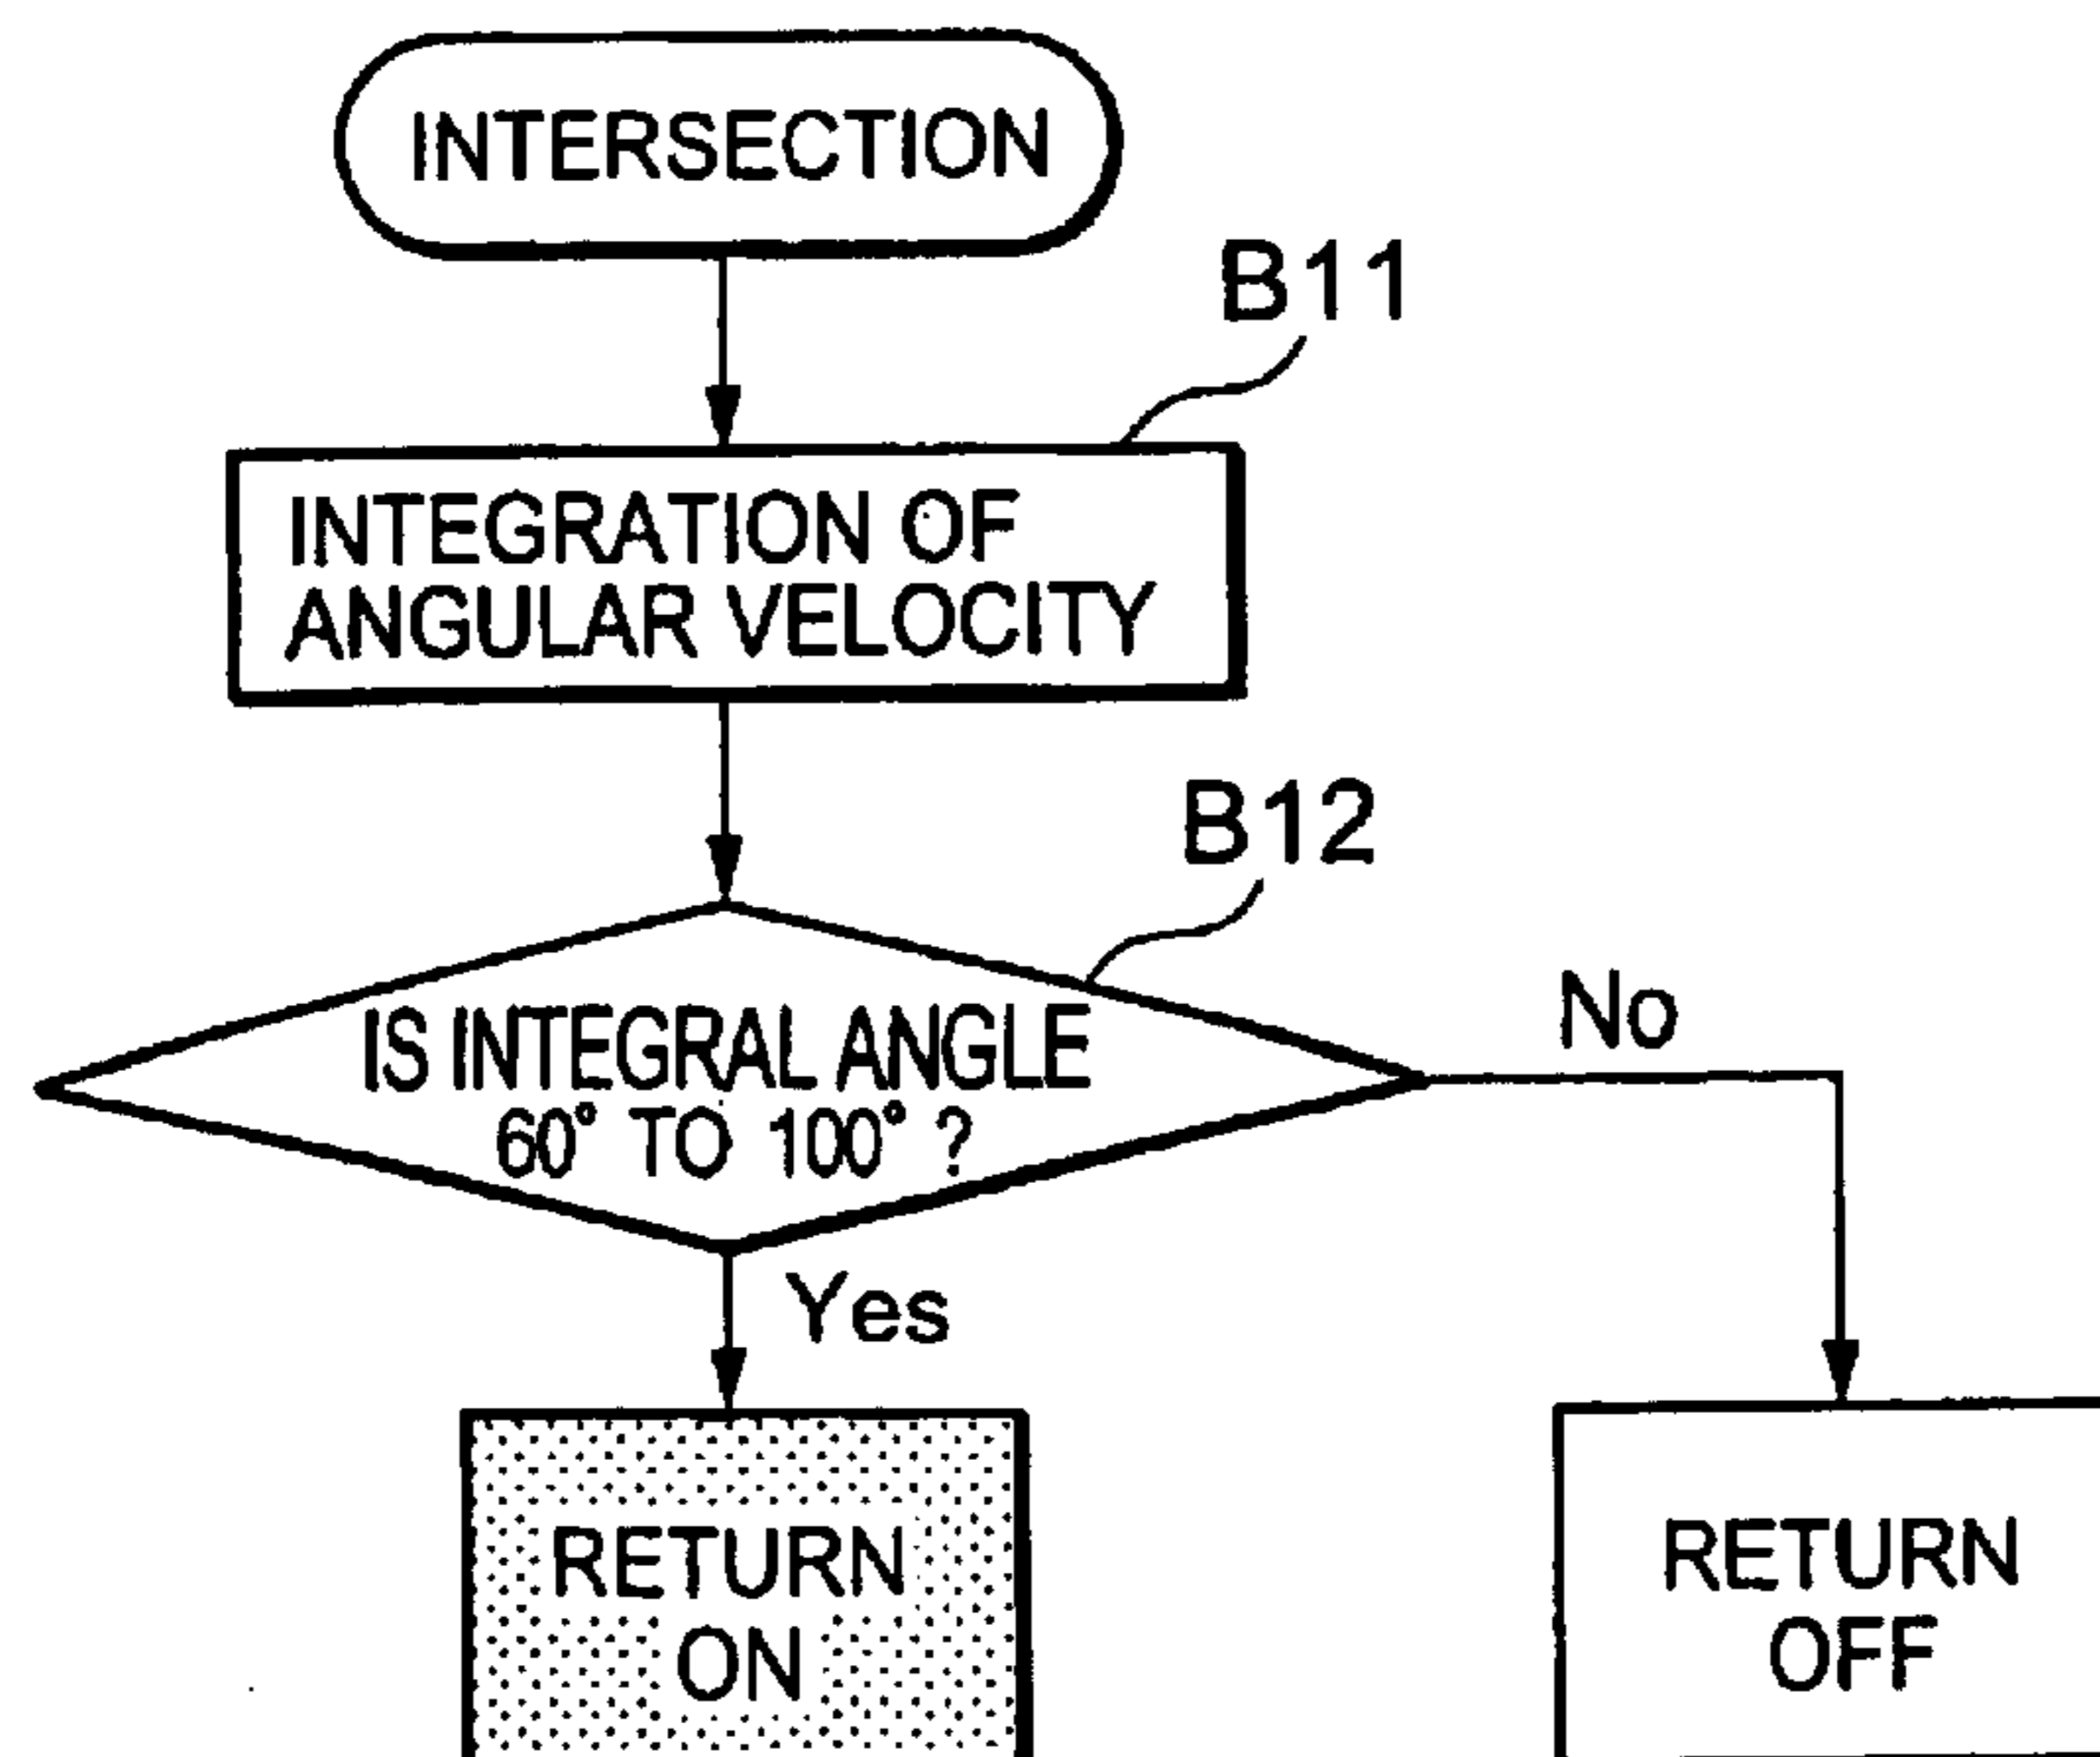 INTERSECTION
B11
INTEGRATION OF
ANGULAR VELOCITY
B12
IS INTEGRAL ANGLE
60° TO 100° ?
No
Yes
RETURN
ON
RETURN
OFF